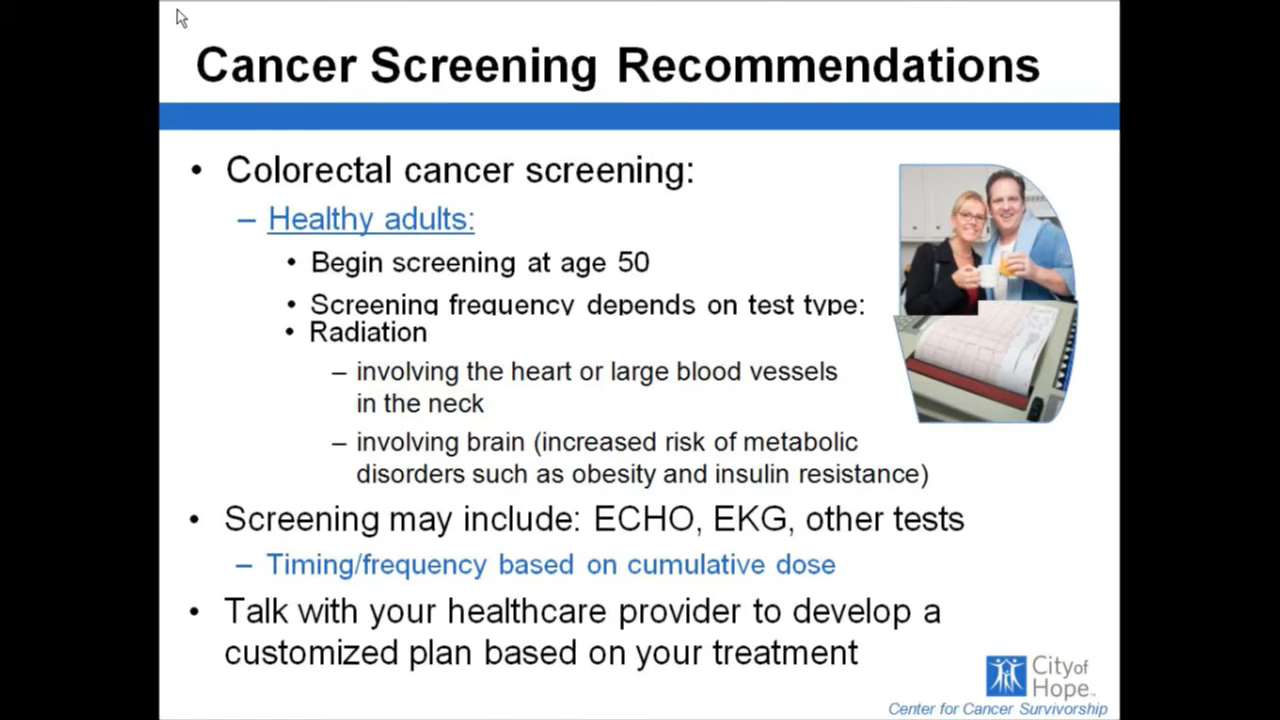 Cancer Screening Recommendations
• Colorectal cancer screening:
– Healthy adults:
• Begin screening at age 50
• Screening frequency depends on test type:
• Radiation
– involving the heart or large blood vessels
in the neck
– involving brain (increased risk of metabolic
disorders such as obesity and insulin resistance)
• Screening may include: ECHO, EKG, other tests
– Timing/frequency based on cumulative dose
• Talk with your healthcare provider to develop a
customized plan based on your treatment
City of
Hope™
Center for Cancer Survivorship